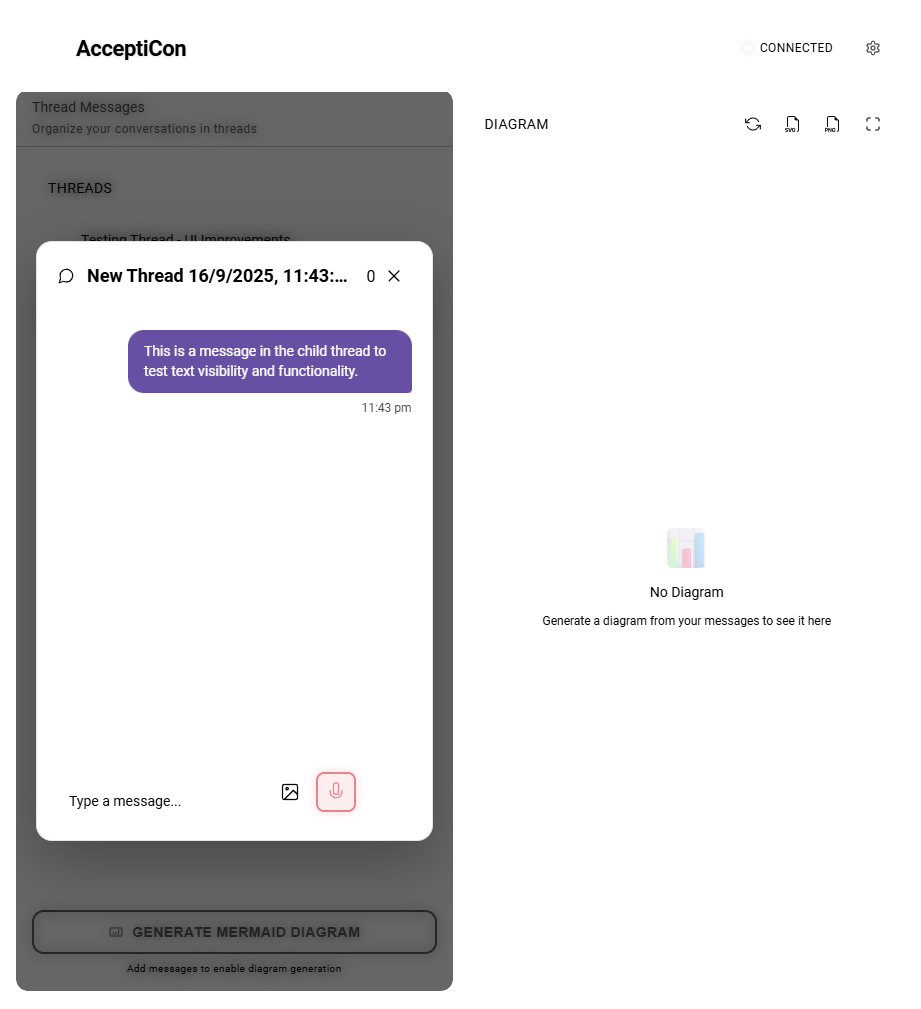 AcceptiCon
CONNECTED
Thread Messages
Organize your conversations in threads
THREADS
Testing Thread - UI Improvements
New Thread 16/9/2025, 11:43:...
0
This is a message in the child thread to
test text visibility and functionality.
11:43 pm
Type a message...
GENERATE MERMAID DIAGRAM
Add messages to enable diagram generation
DIAGRAM
SVG
PNG
No Diagram
Generate a diagram from your messages to see it here